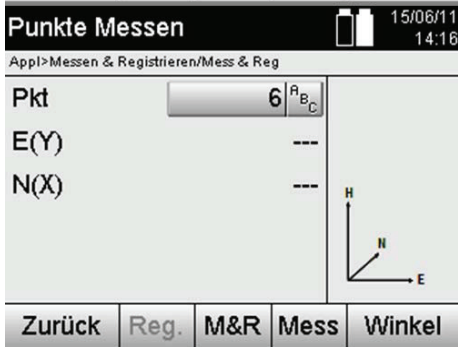 Punkte Messen
15/06/11
14:16
Appl>Messen & Registrieren/Mess & Reg
Pkt 6 ABC
E(Y) ---
N(X) ---
H
N
E
Zurück Reg. M&R Mess Winkel